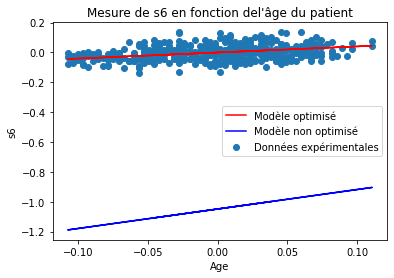 Mesure de s6 en fonction del'âge du patient
0.2
0.0
−0.2
−0.4
−0.6
−0.8
−1.0
−1.2
s6
Modèle optimisé
Modèle non optimisé
Données expérimentales
−0.10
−0.05
0.00
0.05
0.10
Age